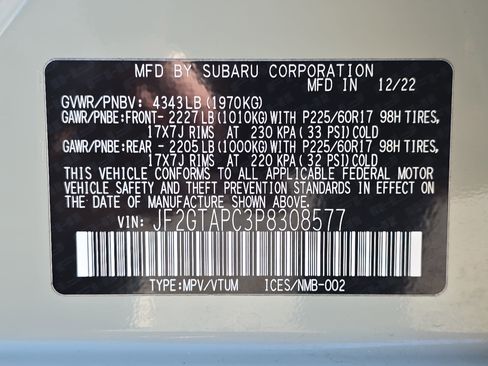 MFD BY SUBARU CORPORATION
MFD IN 12/22
GVWR/PNBV: 4343LB(1970KG)
GAWR/PNBE:FRONT- 2227LB(1010KG)WITH P225/60R17 98H TIRES,
17X7J RIMS AT 230 KPA(33 PSI)COLD
GAWR/PNBE:REAR - 2205LB(1000KG)WITH P225/60R17 98H TIRES,
17X7J RIMS AT 220 KPA(32 PSI)COLD
THIS VEHICLE CONFORMS TO ALL APPLICABLE FEDERAL MOTOR
VEHICLE SAFETY AND THEFT PREVENTION STANDARDS IN EFFECT
ON THE DATE OF MANUFACTURE SHOWN ABOVE.
VIN: JF2GTAPC3P8308577
TYPE:MPV/VTUM ICES/NMB-002